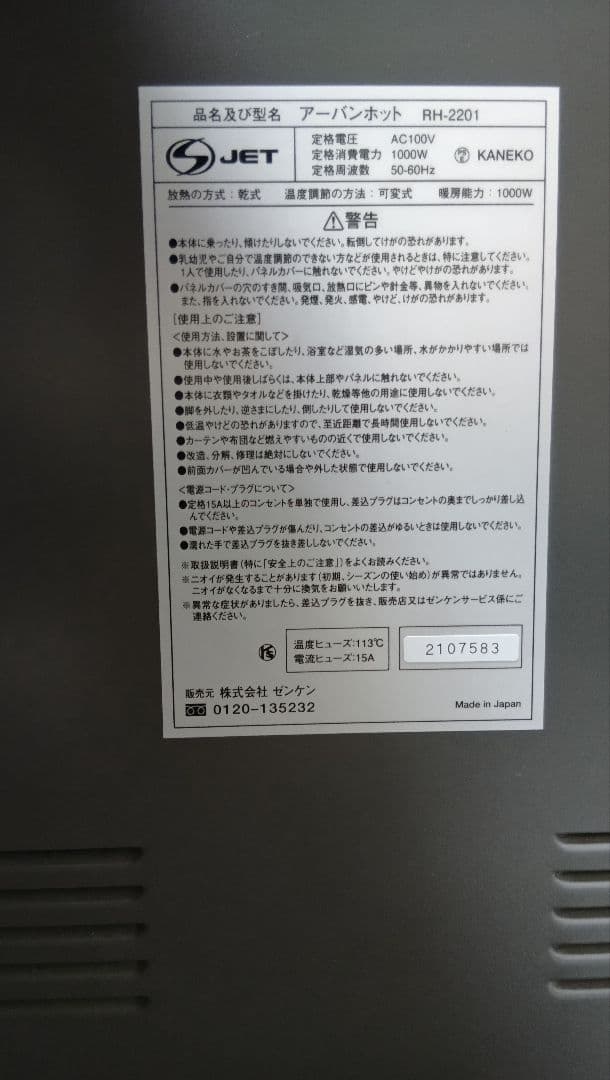 品名及び型名 アーバンホット RH-2201
JET
定格電圧 AC100V
定格消費電力 1000W
定格周波数 50-60Hz
KANEKO
放熱の方式:乾式 温度調節の方法:可変式 暖房能力:1000W
警告
●本体に乗ったり、傾けたりしないでください。転倒してけがの恐れがあります。
●乳幼児やご自分で温度調節のできない方などが使用されるときは、特に注意してください。
1人で使用したり、パネルカバーに触れないでください。やけどやけがの恐れがあります。
●パネルカバーの穴のすき間、吸気口、放熱口にピンや針金等、異物を入れないでください。
また、指を入れないでください。発煙、発火、感電、やけど、けがの恐れがあります。
[使用上のご注意]
<使用方法、設置に関して>
●本体に水やお茶をこぼしたり、浴室など湿気の多い場所、水がかかりやすい場所では
使用しないでください。
●使用中や使用後しばらくは、本体上部やパネルに触れないでください。
●本体に衣類やタオルなどを掛けたり、乾燥等他の用途に使用しないでください。
●脚を外したり、逆さまにしたり、倒したりして使用しないでください。
●低温やけどの恐れがありますので、至近距離で長時間使用しないでください。
●カーテンや布団など燃えやすいものの近くで使用しないでください。
●改造、分解、修理は絶対にしないでください。
●前面カバーが凹んでいる場合や外した状態で使用しないでください。
<電源コード・プラグについて>
●定格15A以上のコンセントを単独で使用し、差込プラグはコンセントの奥までしっかり差し込
んでください。
●電源コードや差込プラグが傷んだり、コンセントの差込がゆるいときは使用しないでください。
●濡れた手で差込プラグを抜き差ししないでください。
※取扱説明書(特に「安全上のご注意」)をよくお読みください。
※ニオイが発生することがあります(初期、シーズンの使い始め)が異常ではありません。
ニオイがなくなるまで十分に換気をお願いいたします。
※異常な症状がありましたら、差込プラグを抜き、販売店又はゼンケンサービス係にご
連絡ください。
温度ヒューズ:113℃
電流ヒューズ:15A
2107583
販売元 株式会社 ゼンケン
0120-135232
Made in Japan